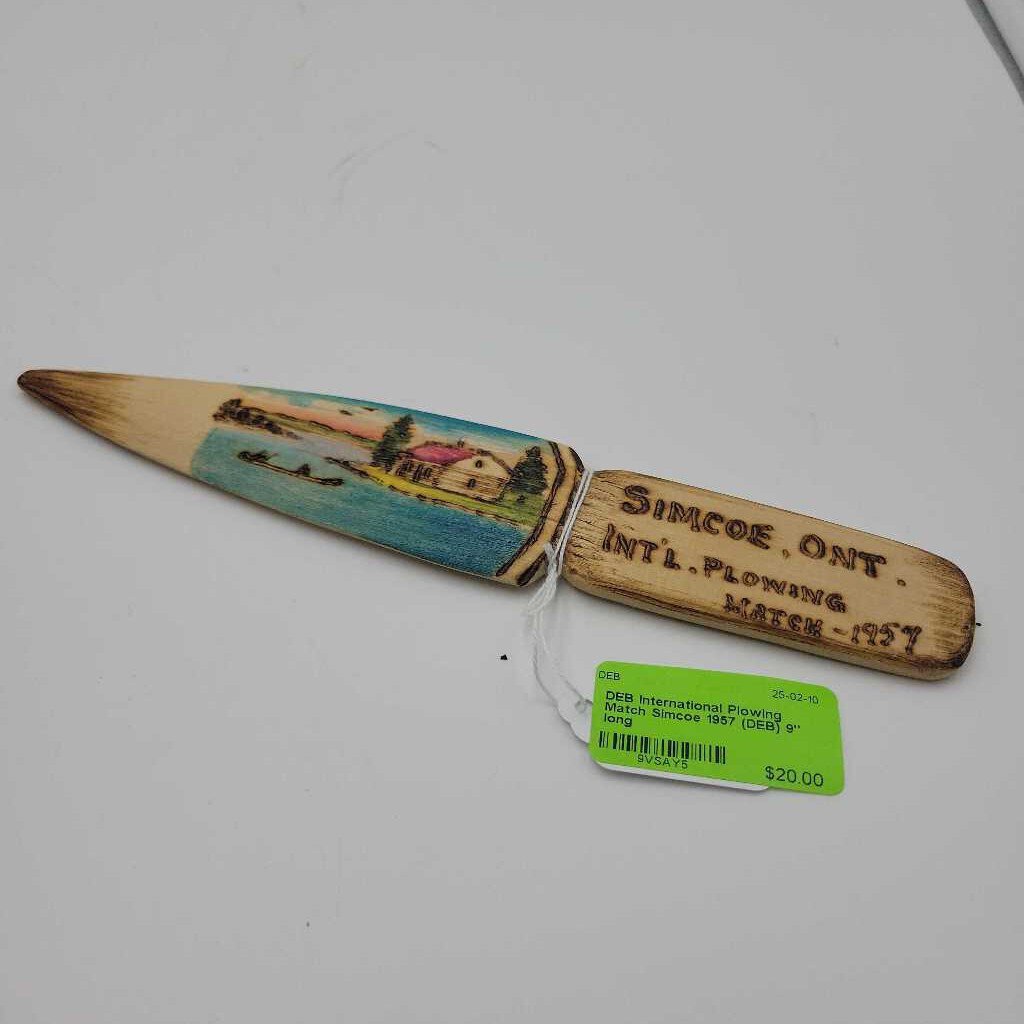 SIMCOE, ONT.
INT'L. PLOWING
MATCH - 1957
DEB
25-02-10
DEB International Plowing
Match Simcoe 1957 (DEB) 9"
long
9VSAY5
$20.00